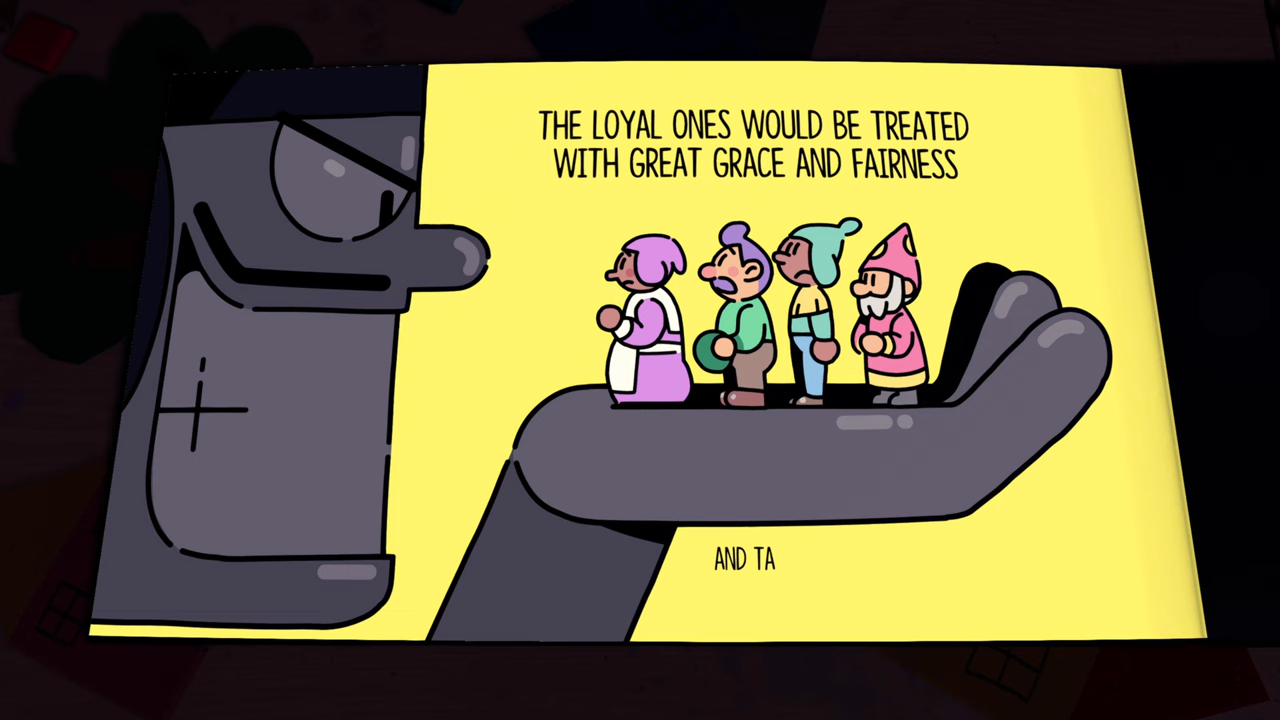 THE LOYAL ONES WOULD BE TREATED
WITH GREAT GRACE AND FAIRNESS
AND TA